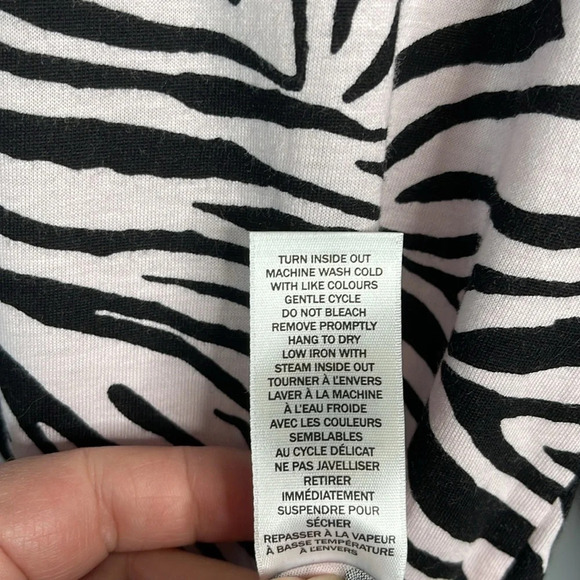 TURN INSIDE OUT
MACHINE WASH COLD
WITH LIKE COLOURS
GENTLE CYCLE
DO NOT BLEACH
REMOVE PROMPTLY
HANG TO DRY
LOW IRON WITH
STEAM INSIDE OUT
TOURNER À L'ENVERS
LAVER À LA MACHINE
À L'EAU FROIDE
AVEC LES COULEURS
SEMBLABLES
AU CYCLE DÉLICAT
NE PAS JAVELLISER
RETIRER
IMMÉDIATEMENT
SUSPENDRE POUR
SÉCHER
REPASSER À LA VAPEUR
À BASSE TEMPÉRATURE
À L'ENVERS